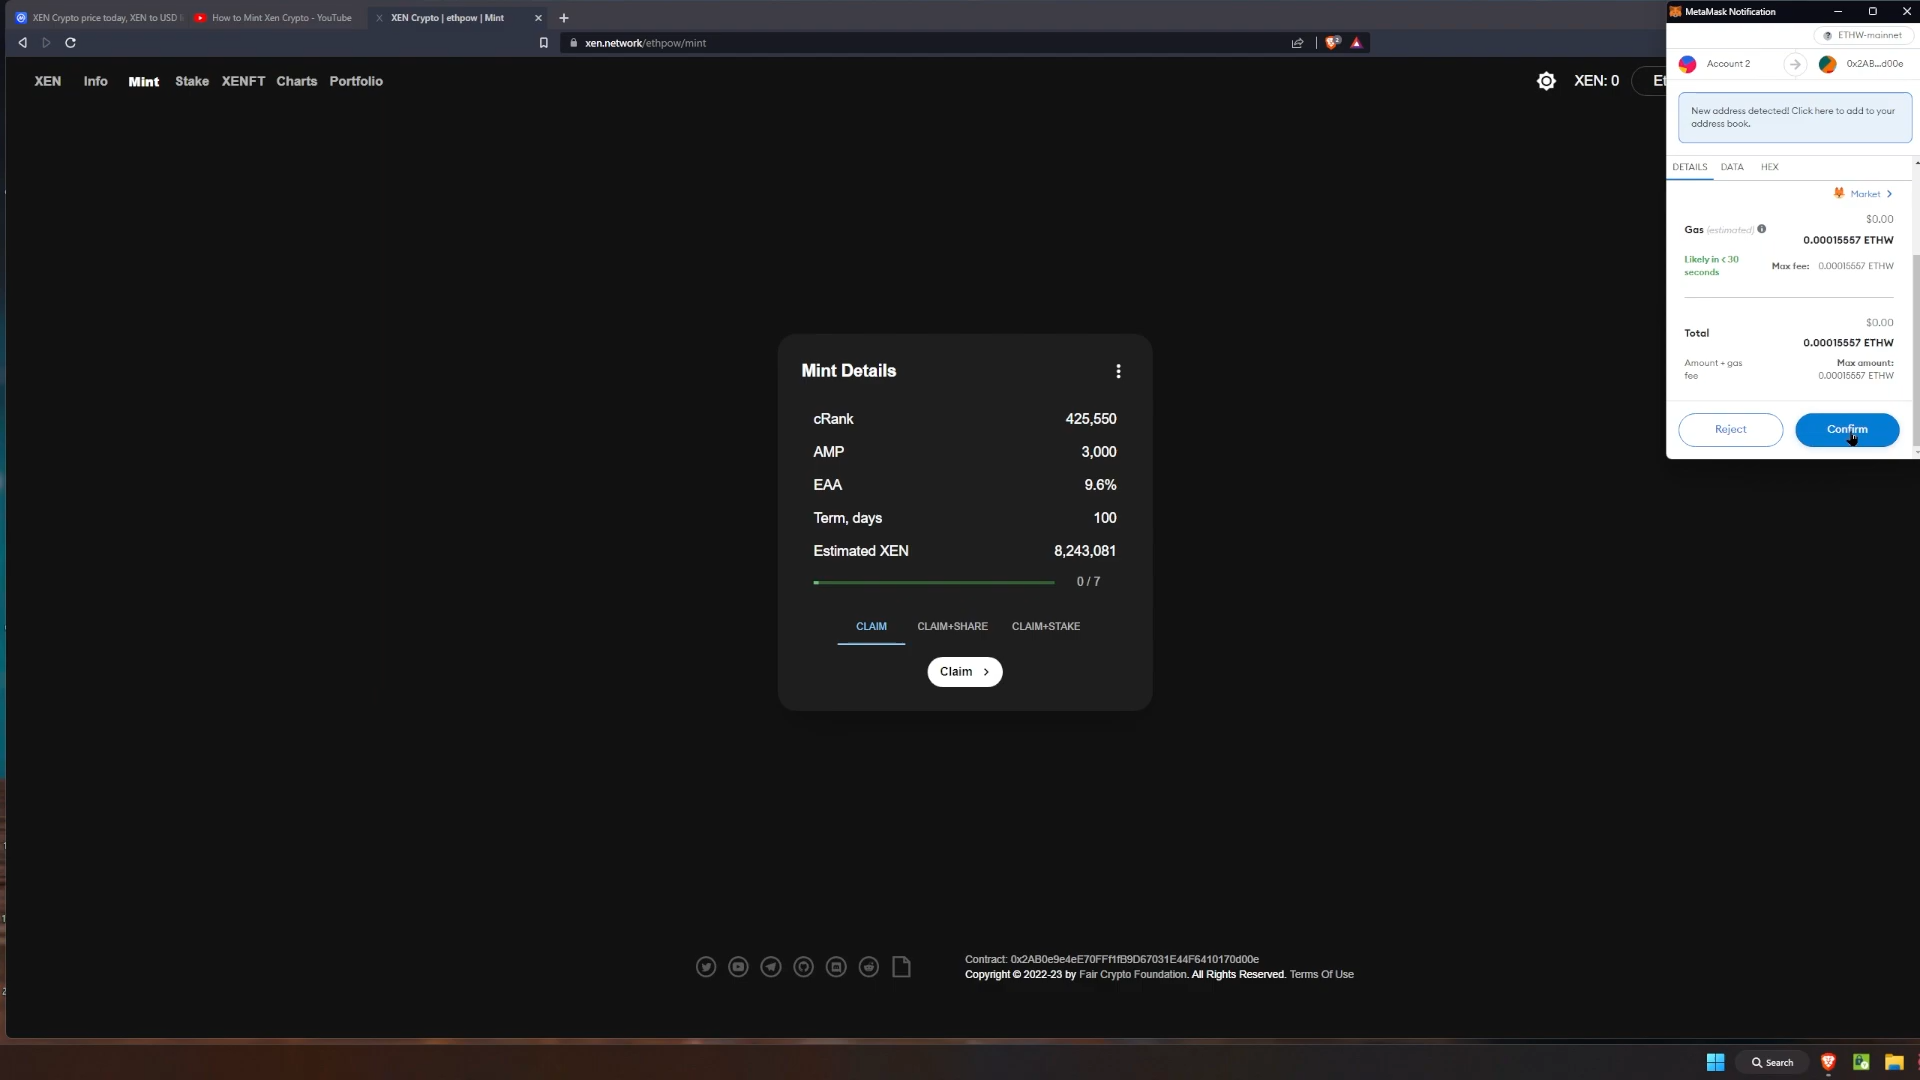 XEN Crypto price today, XEN to USD
How to Mint Xen Crypto - YouTube
XEN Crypto | ethpow | Mint
xen.network/ethpow/mint
XEN Info Mint Stake XENFT Charts Portfolio
XEN: 0
Et
MetaMask Notification
ETHW-mainnet
Account 2
0x2AB...d00e
New address detected! Click here to add to your
address book.
DETAILS DATA HEX
Market
$0.00
Gas (estimated)
0.00015557 ETHW
Likely in < 30
seconds
Max fee: 0.00015557 ETHW
$0.00
Total
0.00015557 ETHW
Amount + gas
fee
Max amount:
0.00015557 ETHW
Reject
Confirm
Mint Details
cRank 425,550
AMP 3,000
EAA 9.6%
Term, days 100
Estimated XEN 8,243,081
0 / 7
CLAIM CLAIM+SHARE CLAIM+STAKE
Claim
Contract: 0x2AB0e9e4eE70FFf1fB9D67031E44F6410170d00e
Copyright © 2022-23 by Fair Crypto Foundation. All Rights Reserved. Terms Of Use
Search